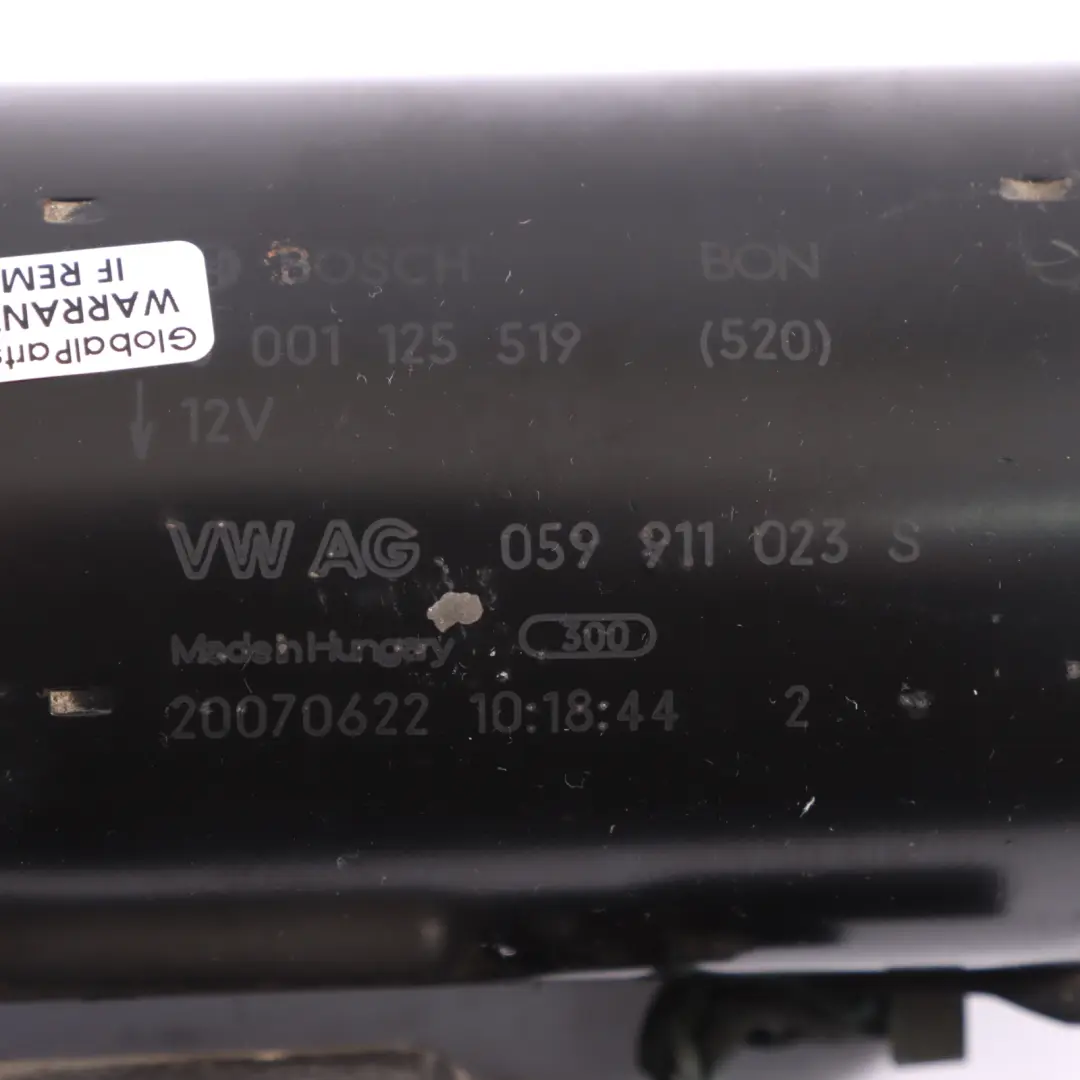 BOSCH BON
001 125 519 (520)
12V
VW AG 059 911 023 S
Made in Hungary 300
20070622 10:18:44 2
GlobalParts
WARRAN
IF REM